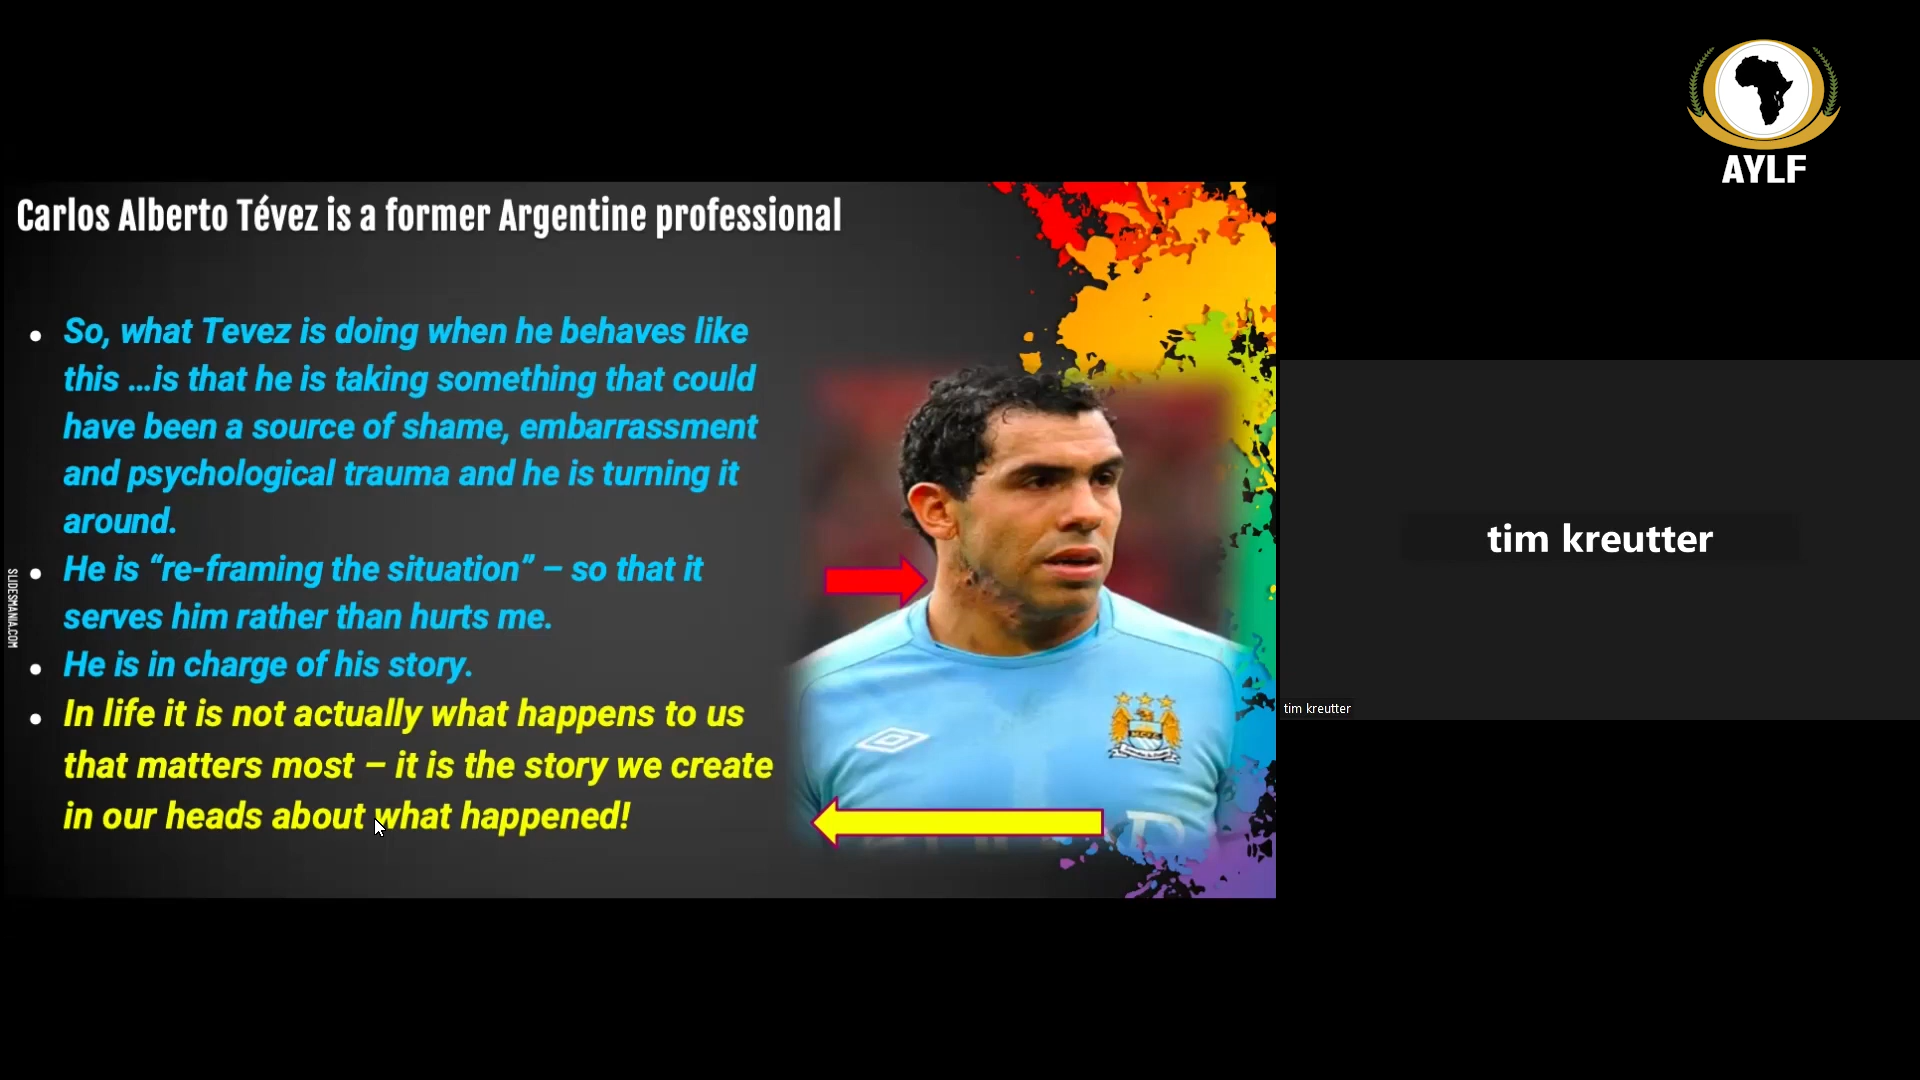 AYLF
Carlos Alberto Tévez is a former Argentine professional
• So, what Tevez is doing when he behaves like
this ...is that he is taking something that could
have been a source of shame, embarrassment
and psychological trauma and he is turning it
around.
• He is “re-framing the situation” – so that it
serves him rather than hurts me.
• He is in charge of his story.
• In life it is not actually what happens to us
that matters most – it is the story we create
in our heads about what happened!
SLIDESMANIA.COM
M.C.F.C.
tim kreutter
tim kreutter